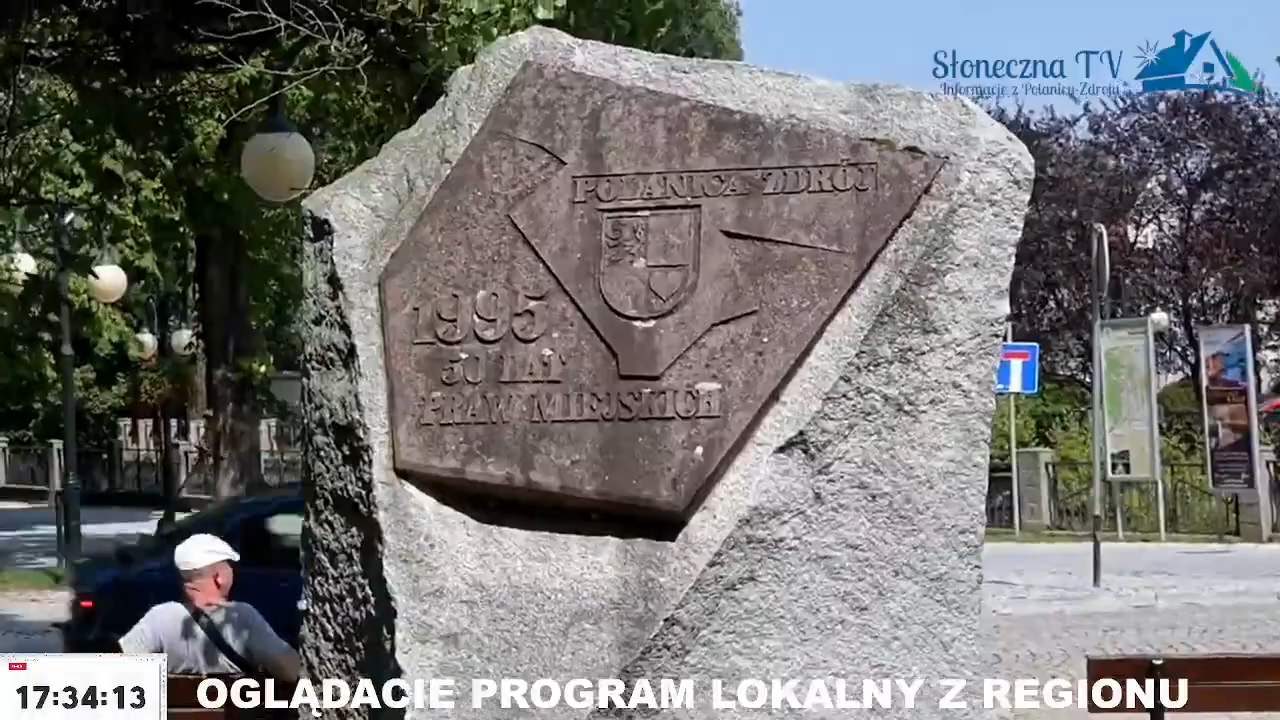 Słoneczna TV
Informacje z Polanicy-Zdroju
POLANICA ZDRÓJ
1995
50 LAT
PRAW MIEJSKICH
17:34:13
OGLĄDACIE PROGRAM LOKALNY Z REGIONU